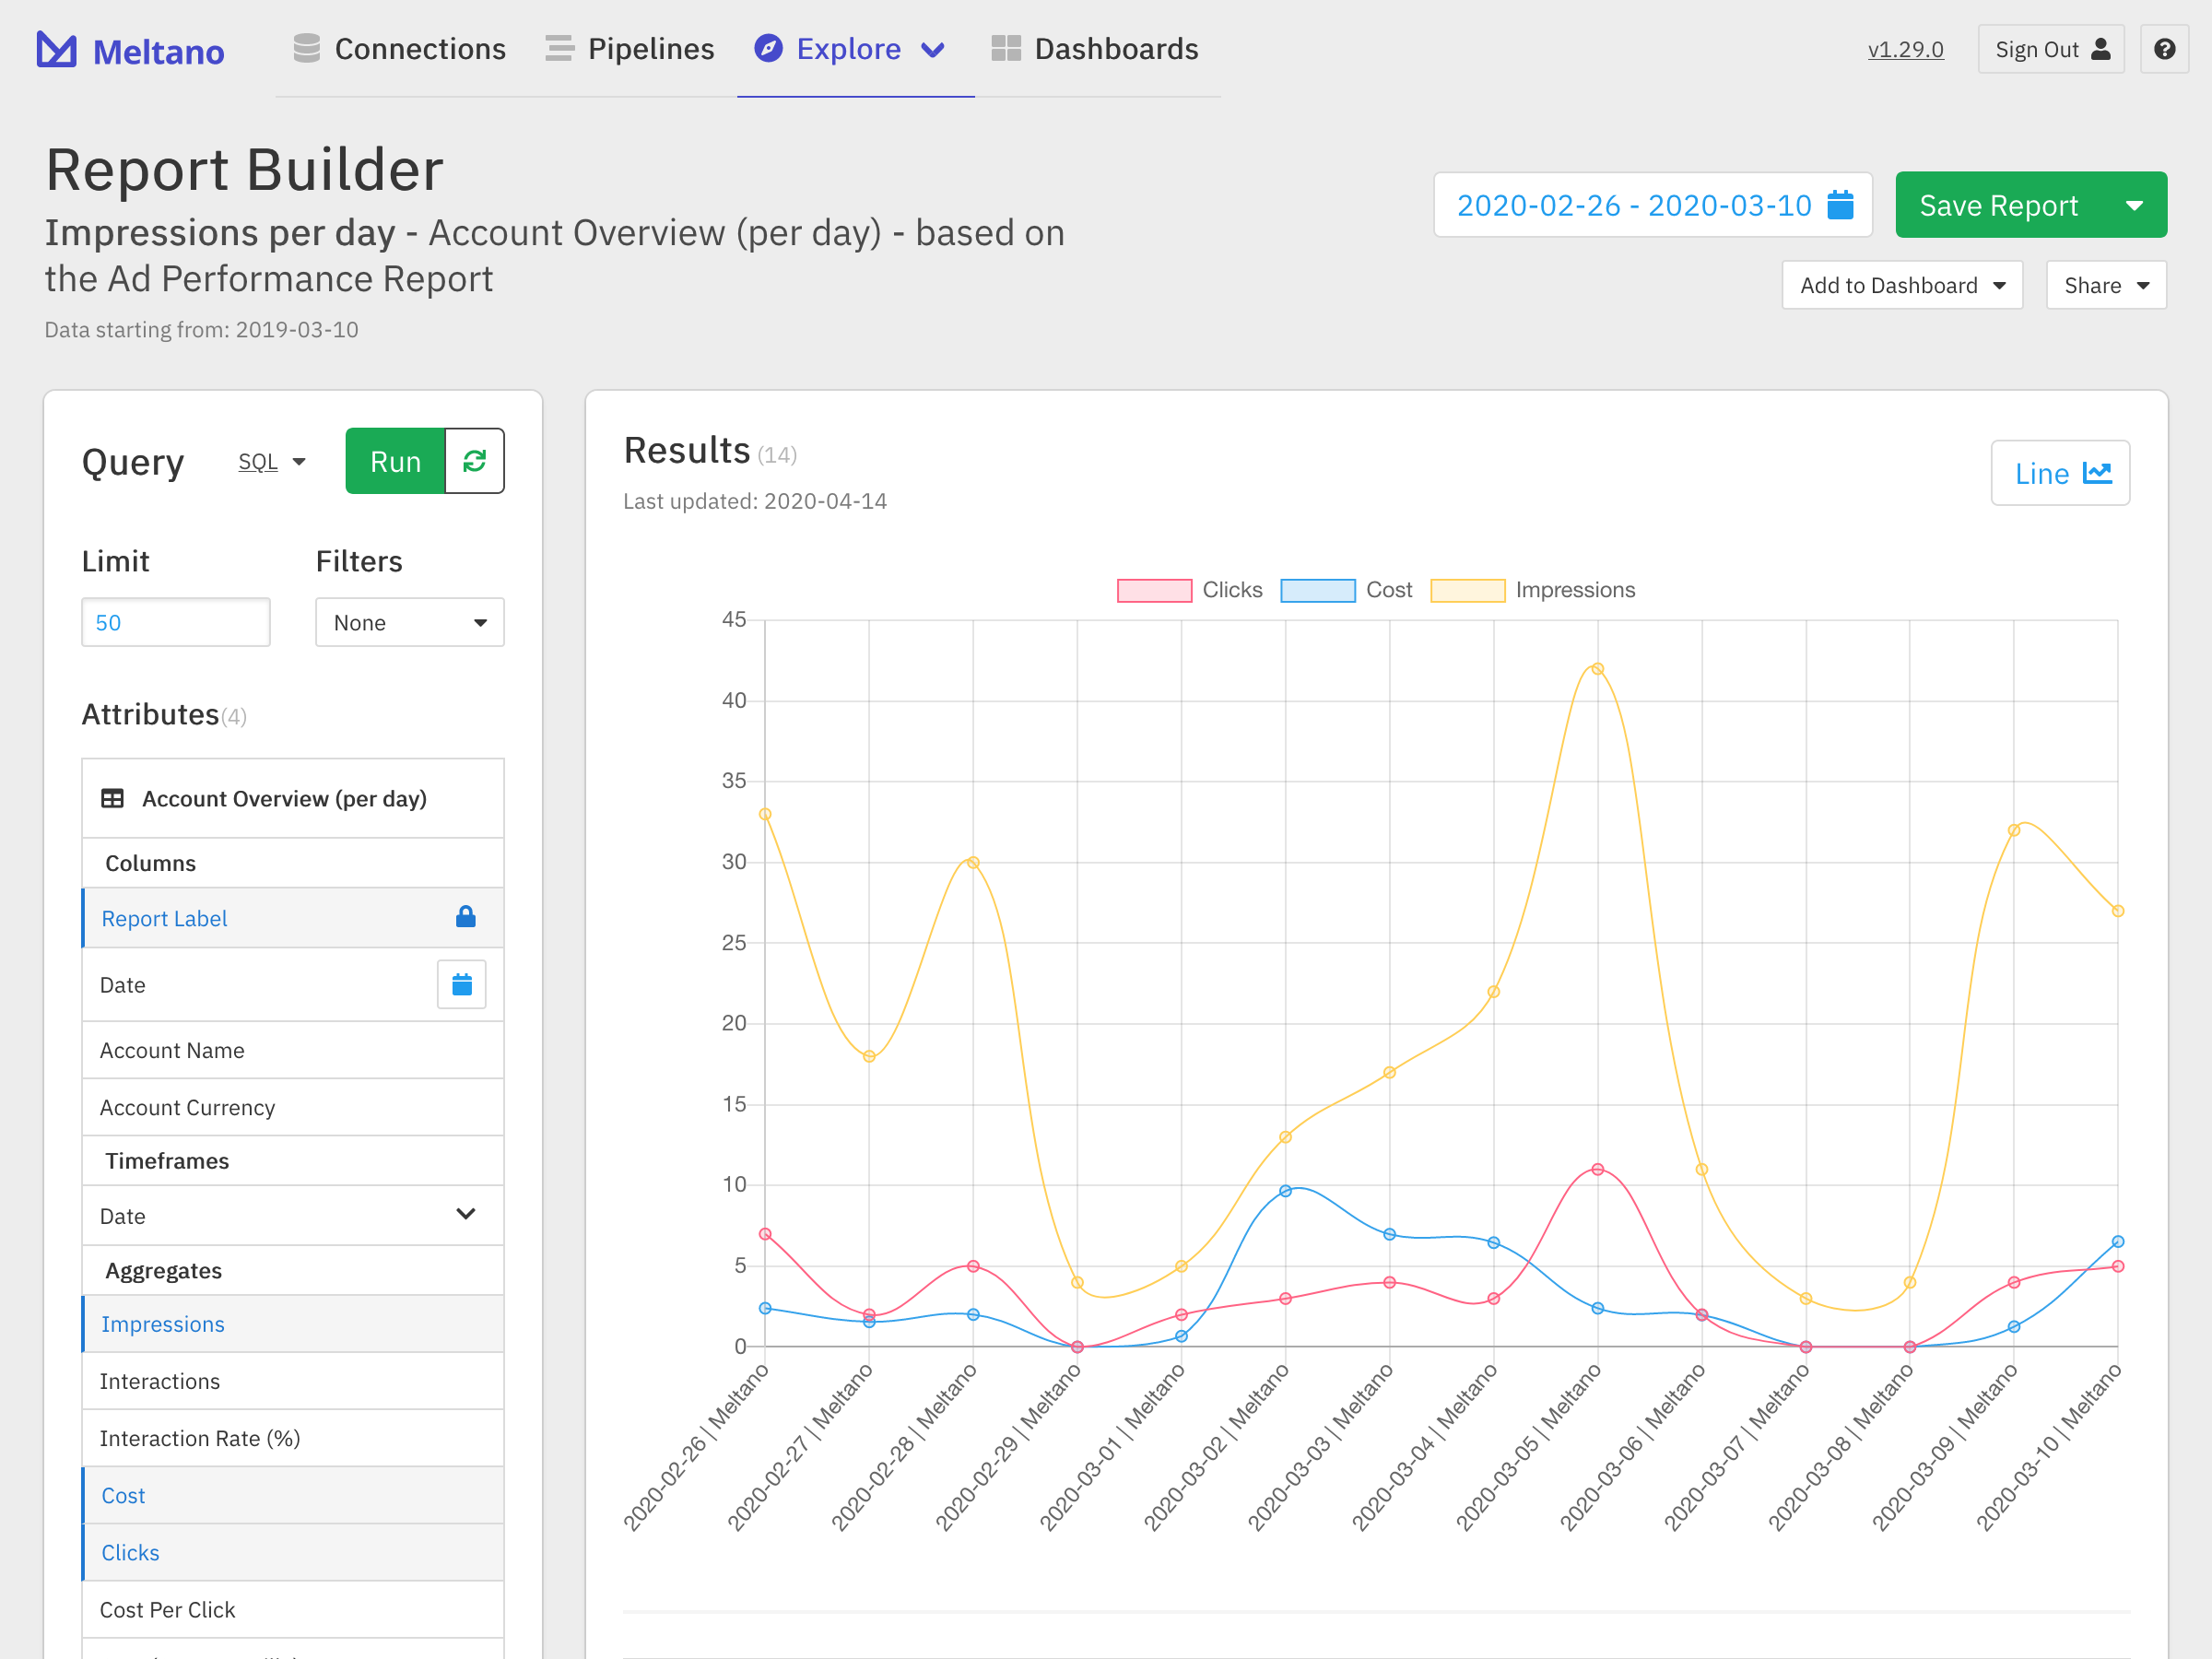 Meltano
Connections
Pipelines
Explore
Dashboards
v1.29.0
Sign Out
Report Builder
Impressions per day - Account Overview (per day) - based on
the Ad Performance Report
Data starting from: 2019-03-10
2020-02-26 - 2020-03-10
Save Report
Add to Dashboard
Share
Query
SQL
Run
Limit
Filters
50
None
Attributes(4)
Account Overview (per day)
Columns
Report Label
Date
Account Name
Account Currency
Timeframes
Date
Aggregates
Impressions
Interactions
Interaction Rate (%)
Cost
Clicks
Cost Per Click
Results (14)
Last updated: 2020-04-14
Line
Clicks
Cost
Impressions
45
40
35
30
25
20
15
10
5
0
2020-02-26 | Meltano
2020-02-27 | Meltano
2020-02-28 | Meltano
2020-02-29 | Meltano
2020-03-01 | Meltano
2020-03-02 | Meltano
2020-03-03 | Meltano
2020-03-04 | Meltano
2020-03-05 | Meltano
2020-03-06 | Meltano
2020-03-07 | Meltano
2020-03-08 | Meltano
2020-03-09 | Meltano
2020-03-10 | Meltano